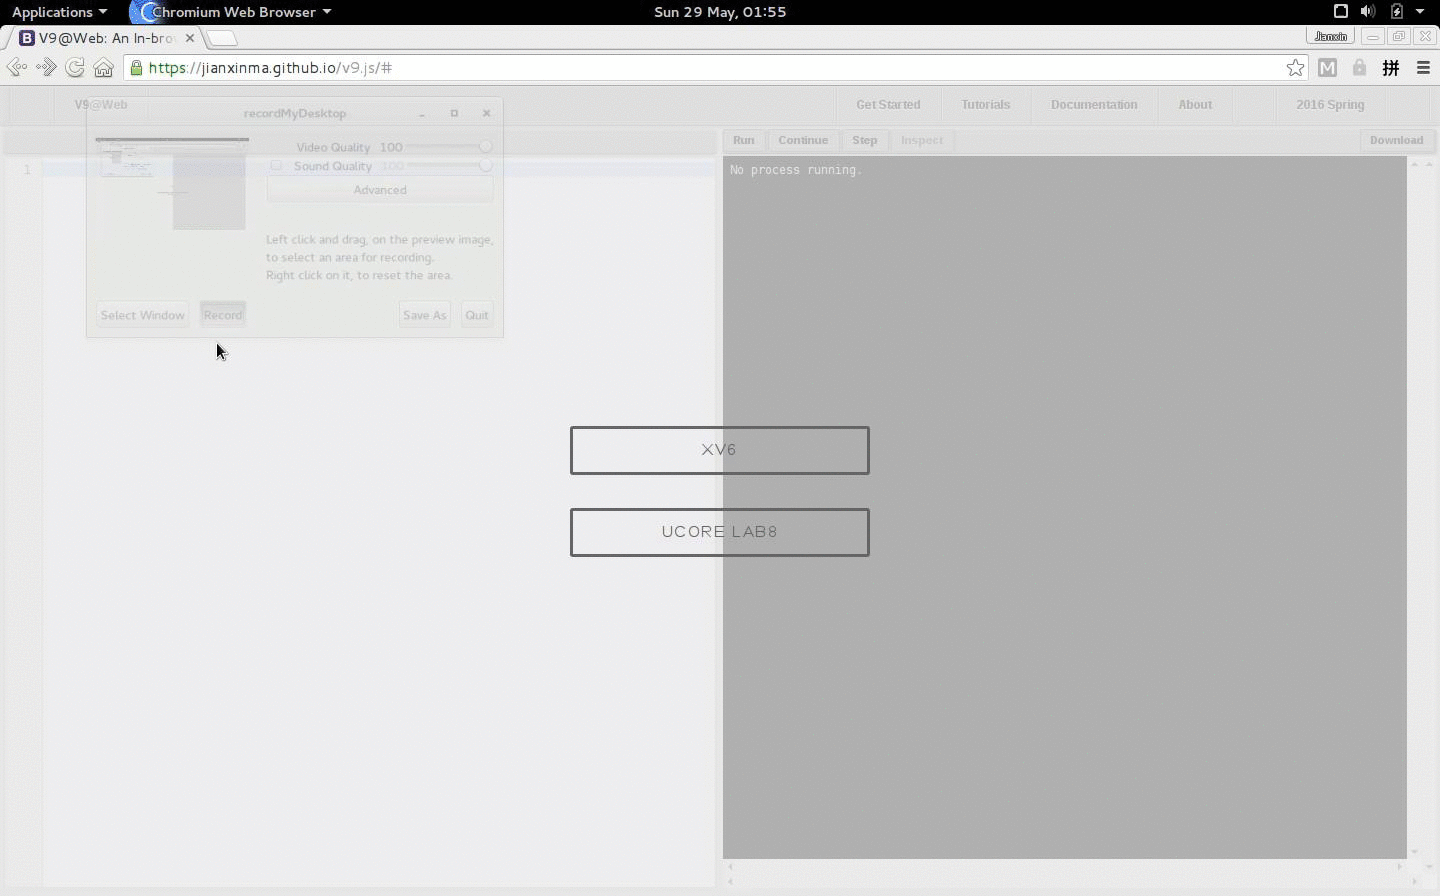 Applications
Chromium Web Browser
Sun 29 May, 01:55
V9@Web: An In-bro
Jianxin
https://jianxinma.github.io/v9.js/#
M
拼
V9@Web
Get Started
Tutorials
Documentation
About
2016 Spring
recordMyDesktop
Video Quality 100
Sound Quality 100
Advanced
Left click and drag, on the preview image,
to select an area for recording.
Right click on it, to reset the area.
Select Window
Record
Save As
Quit
1
Run
Continue
Step
Inspect
Download
No process running.
XV6
UCORE LAB8